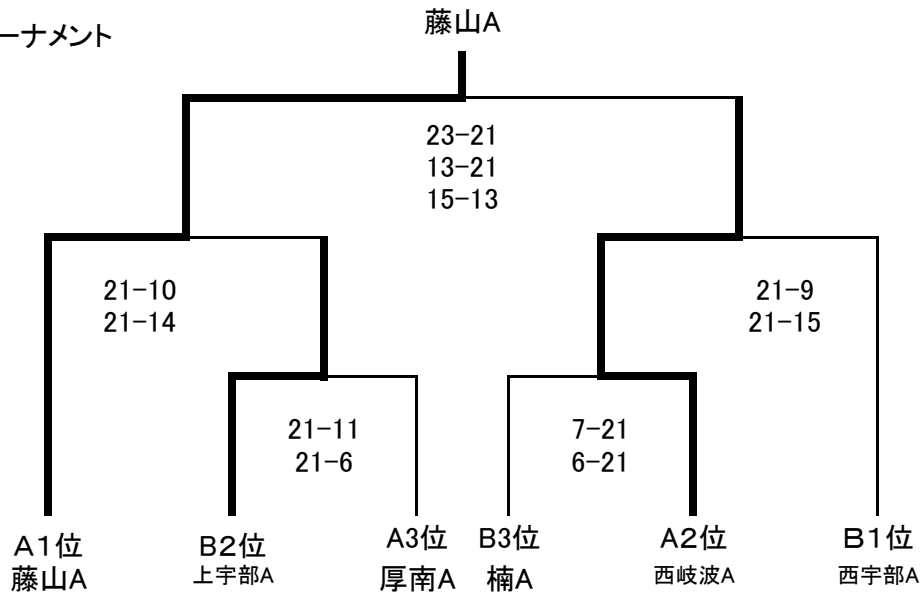 ーナメント
藤山A
23-21
13-21
15-13
21-10
21-14
21-9
21-15
21-11
21-6
7-21
6-21
A1位
藤山A
B2位
上宇部A
A3位
厚南A
B3位
楠A
A2位
西岐波A
B1位
西宇部A